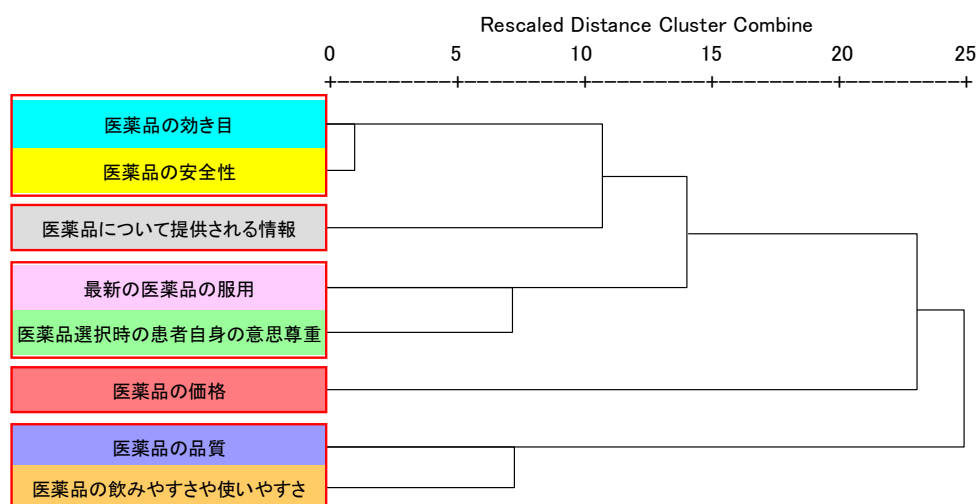 Rescaled Distance Cluster Combine
0 5 10 15 20 25
医薬品の効き目
医薬品の安全性
医薬品について提供される情報
最新の医薬品の服用
医薬品選択時の患者自身の意思尊重
医薬品の価格
医薬品の品質
医薬品の飲みやすさや使いやすさ